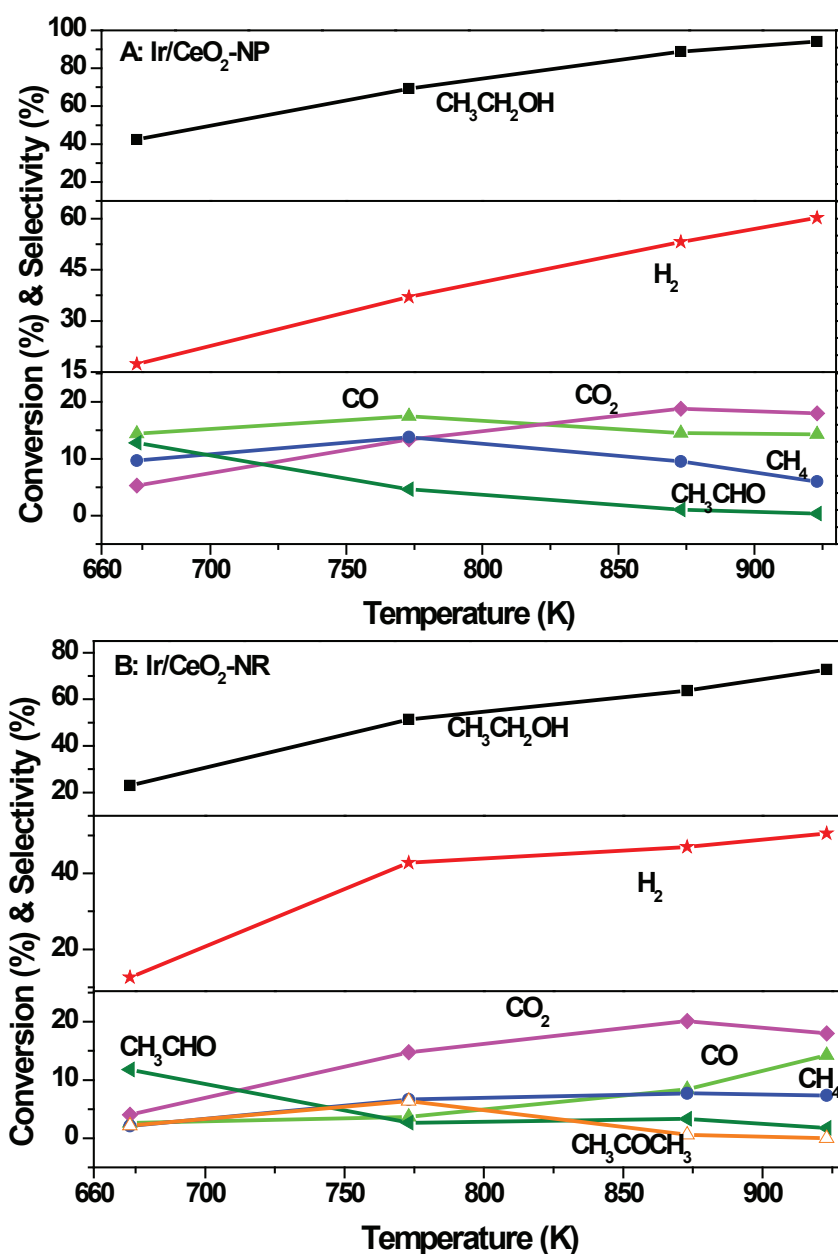 A: Ir/CeO₂-NP
CH₃CH₂OH
100
80
60
40
20
H₂
60
45
30
15
CO
CO₂
CH₄
CH₃CHO
20
10
0
660 700 750 800 850 900
Temperature (K)
Conversion (%) & Selectivity (%)
B: Ir/CeO₂-NR
CH₃CH₂OH
80
60
40
20
H₂
40
20
CO₂
CH₃CHO
CO
CH₄
CH₃COCH₃
20
10
0
660 700 750 800 850 900
Temperature (K)
Conversion (%) & Selectivity (%)